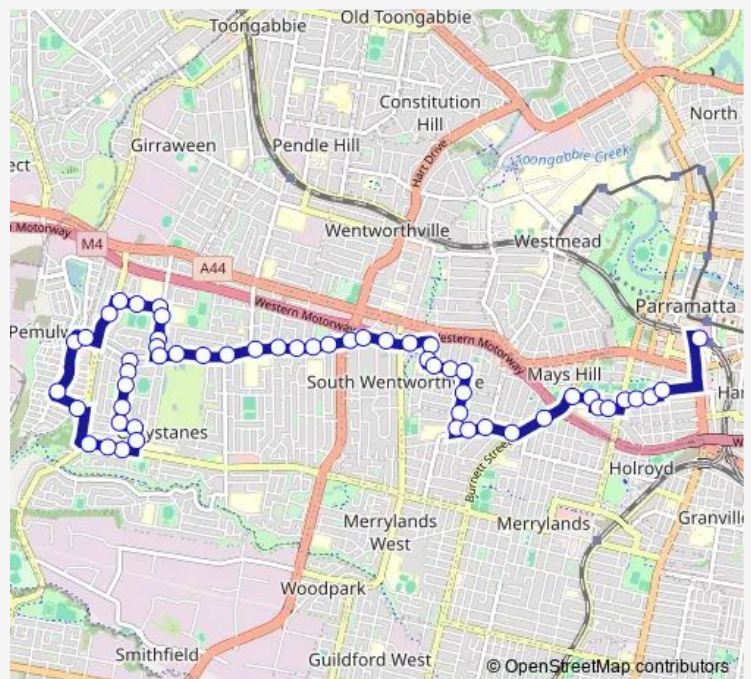 Toongabbie
Old Toongabbie
Constitution
Hill
North
Girraween
Pendle Hill
Hart Drive
Toongabbie Creek
ect
Wentworthville
Westmead
Motorway
M4
A44
Western Motorway
Parramatta
Pemulw
Western Motorway
Mays Hill
South Wentworth e
Ha
ystanes
Burnett Street
Holroyd
Merrylands
West
Merrylands
Granville
Woodpark
Smithfield
Guildford West
© OpenStreetMap contributors